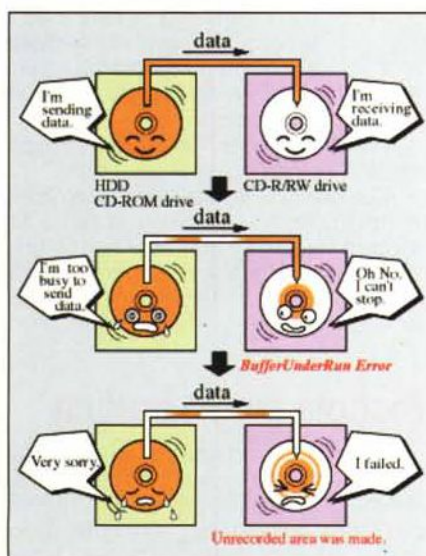 data
I'm
sending
data.
I'm
receiving
data.
HDD
CD-ROM drive
CD-R/RW drive
data
I'm too
busy to
send
data.
Oh No.
I can't
stop.
BufferUnderRun Error
data
Very sorry.
I failed.
Unrecorded area was made.